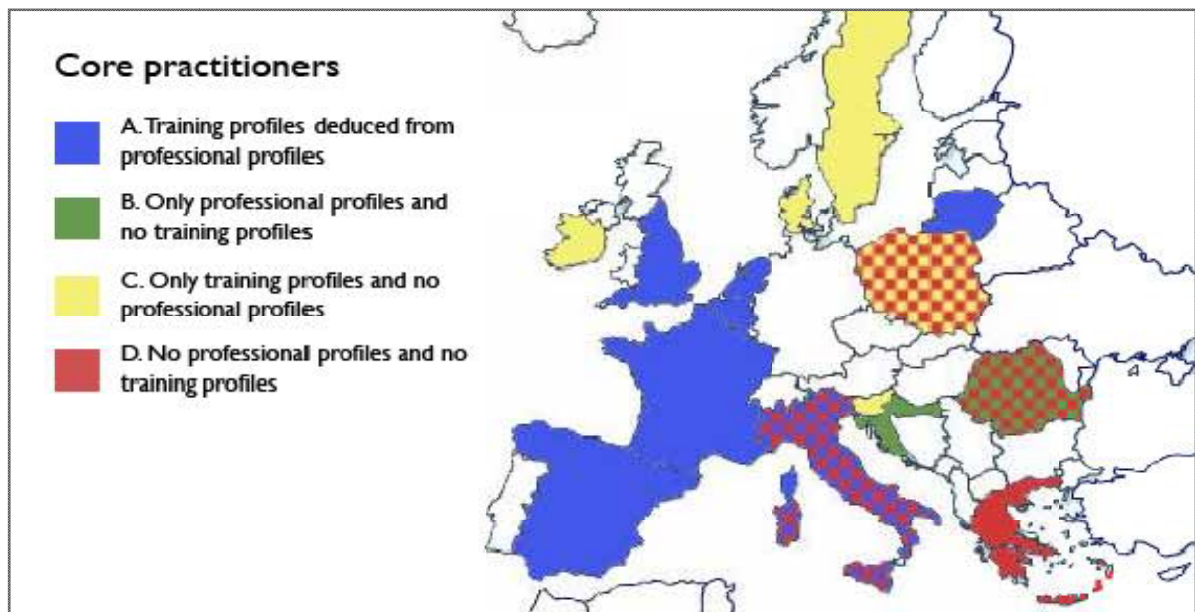 Core practitioners
A. Training profiles deduced from
professional profiles
B. Only professional profiles and
no training profiles
C. Only training profiles and no
professional profiles
D. No professional profiles and no
training profiles